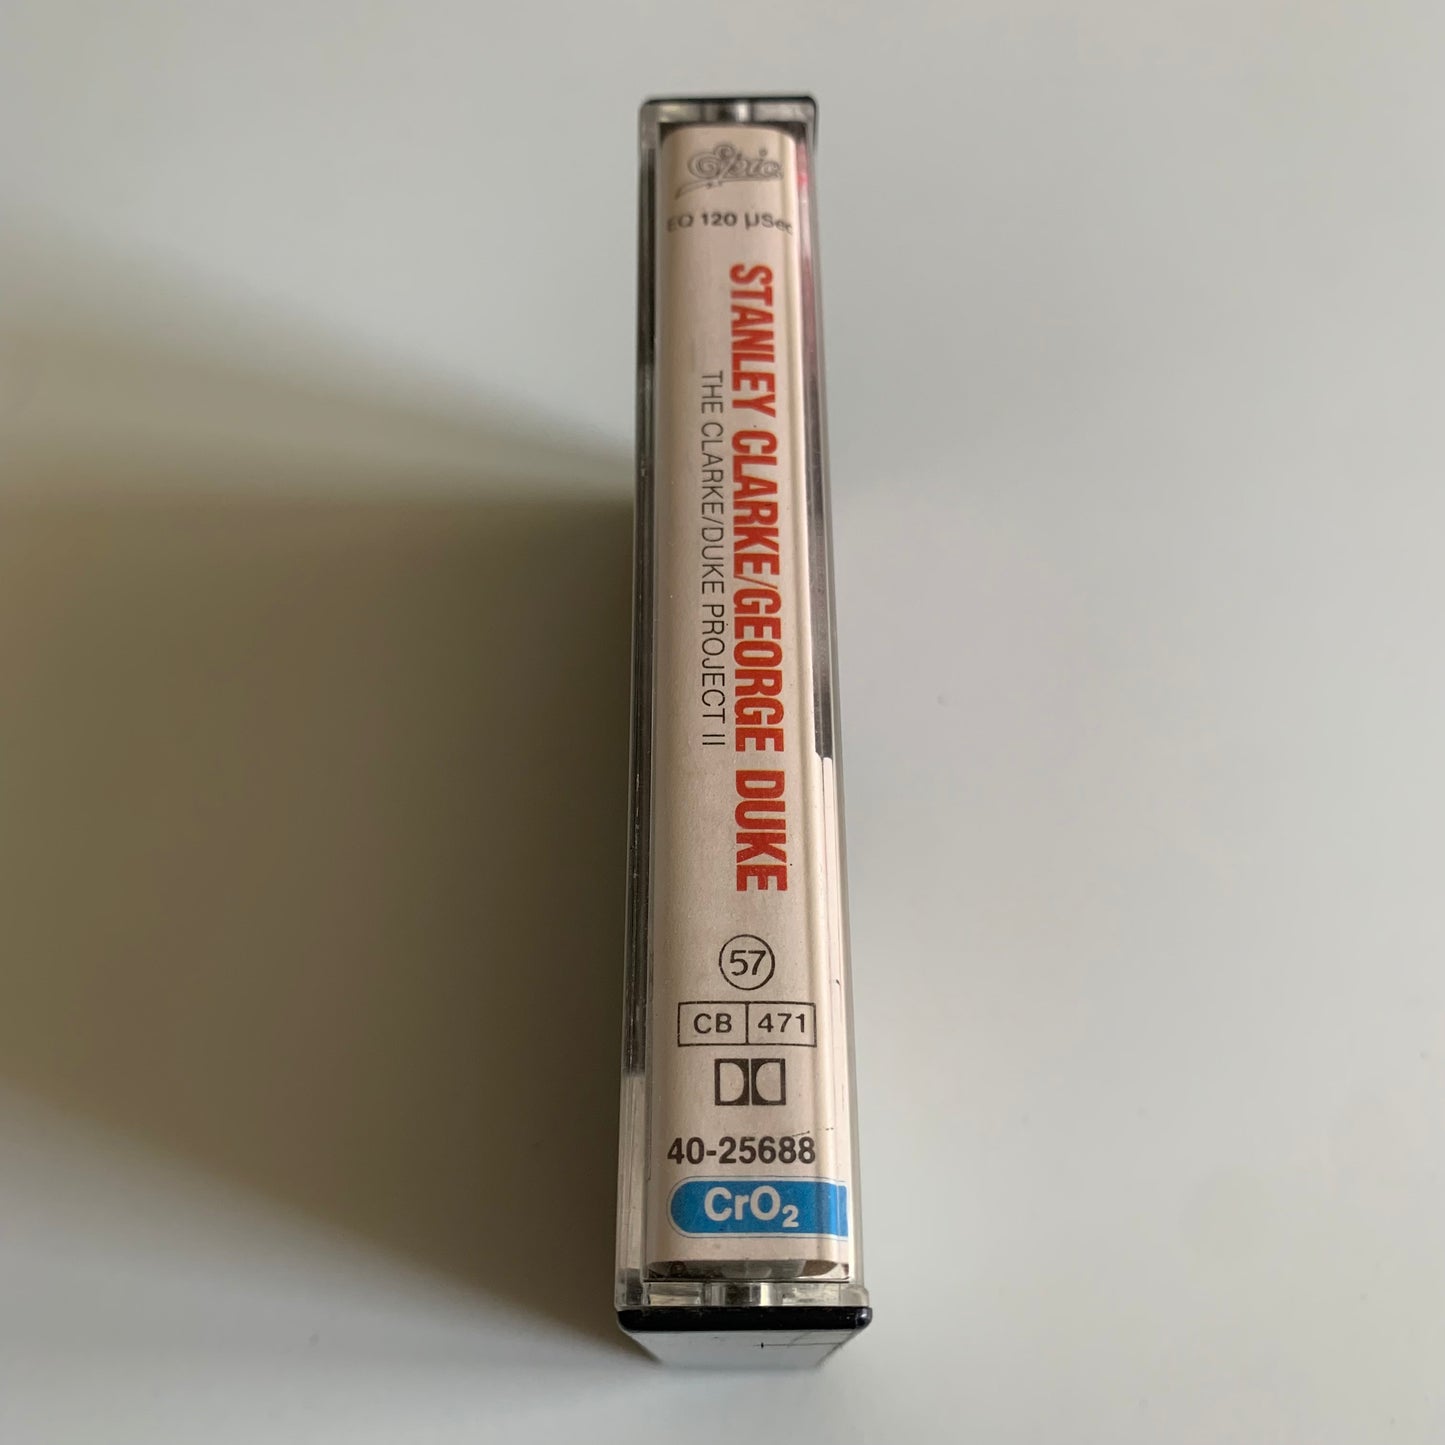 Epic
EQ 120 µSec
STANLEY CLARKE/GEORGE DUKE
THE CLARKE/DUKE PROJECT II
57
CB 471
40-25688
CrO₂